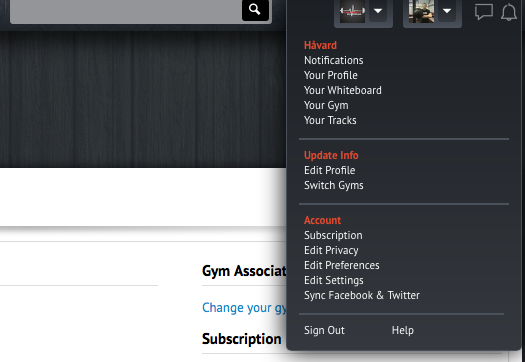 Håvard
Notifications
Your Profile
Your Whiteboard
Your Gym
Your Tracks
Update Info
Edit Profile
Switch Gyms
Account
Subscription
Edit Privacy
Edit Preferences
Edit Settings
Sync Facebook & Twitter
Sign Out Help
Gym Associat
Change your gy
Subscription